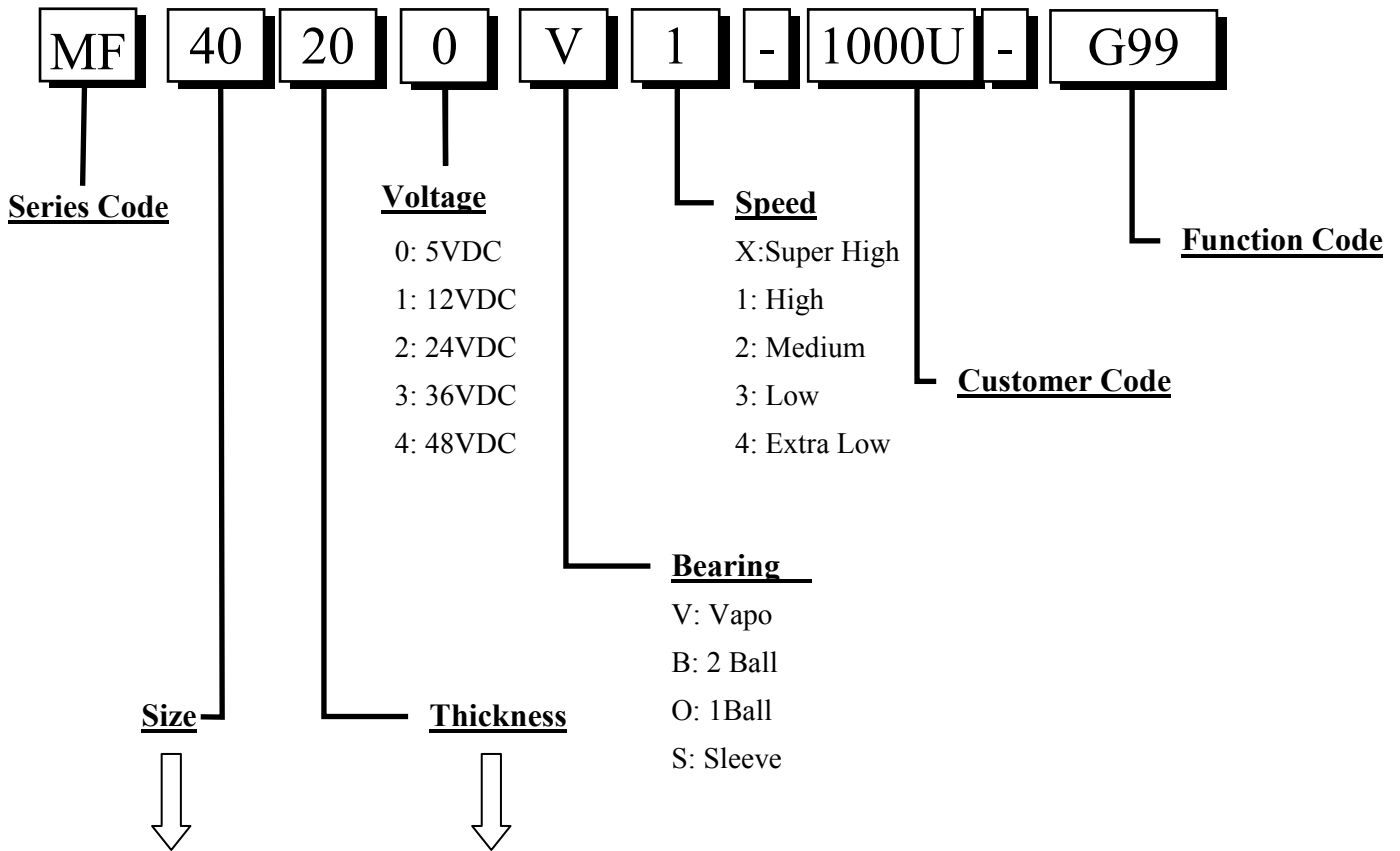 MF 40 20 0 V 1 - 1000U - G99
Series Code
Voltage
0: 5VDC
1: 12VDC
2: 24VDC
3: 36VDC
4: 48VDC
Speed
X:Super High
1: High
2: Medium
3: Low
4: Extra Low
Function Code
Customer Code
Bearing
V: Vapo
B: 2 Ball
O: 1Ball
S: Sleeve
Size
Thickness